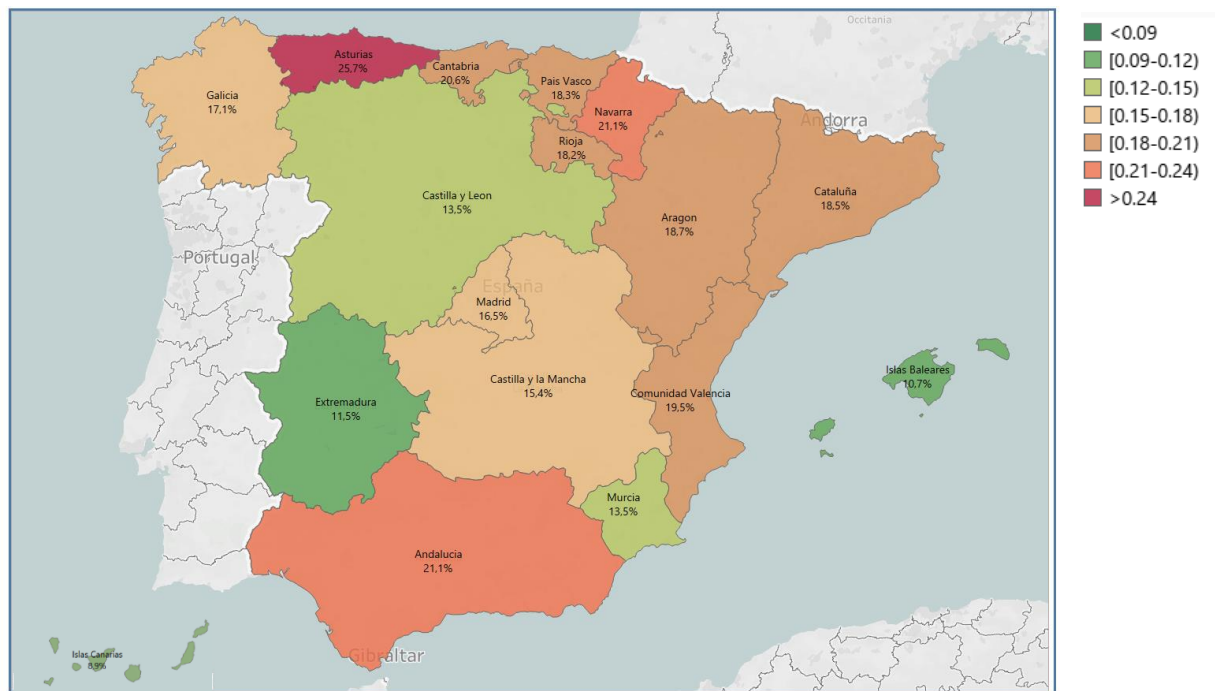 Occitania
Asturias
25,7%
Cantabria
20,6%
Pais Vasco
18,3%
Galicia
17,1%
Navarra
21,1%
Andorra
Rioja
18,2%
Castilla y Leon
13,5%
Cataluña
18,5%
Aragon
18,7%
Portugal
España
Madrid
16,5%
Castilla y la Mancha
15,4%
Islas Baleares
10,7%
Comunidad Valencia
19,5%
Extremadura
11,5%
Murcia
13,5%
Andalucia
21,1%
Islas Canarias
8,9%
Gibraltar
<0.09
[0.09-0.12)
[0.12-0.15)
[0.15-0.18)
[0.18-0.21)
[0.21-0.24)
>0.24